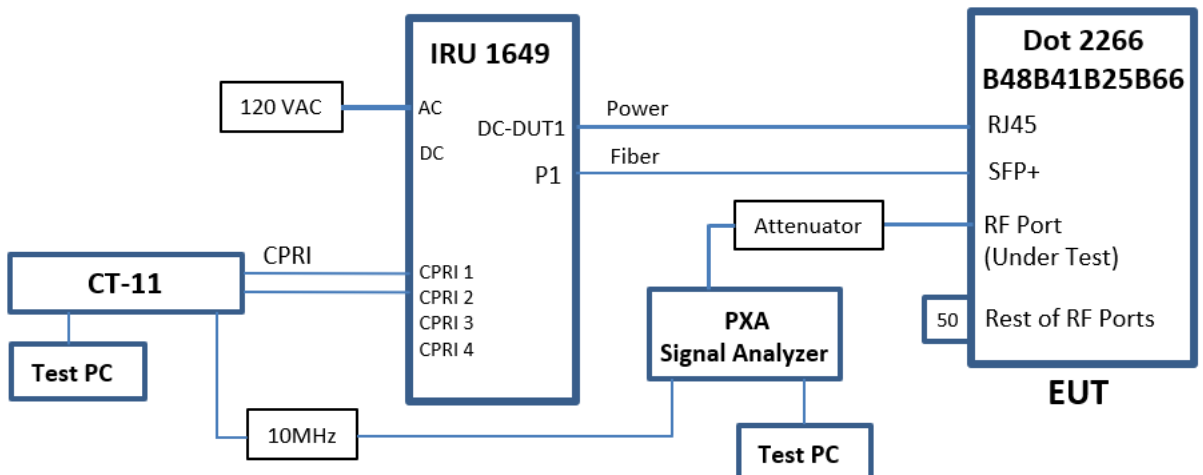 IRU 1649
Dot 2266
B48B41B25B66
120 VAC
AC
DC-DUT1
Power
RJ45
DC
P1
Fiber
SFP+
Attenuator
RF Port
(Under Test)
CPRI
CPRI 1
CT-11
CPRI 2
CPRI 3
CPRI 4
PXA
Signal Analyzer
50
Rest of RF Ports
Test PC
EUT
10MHz
Test PC